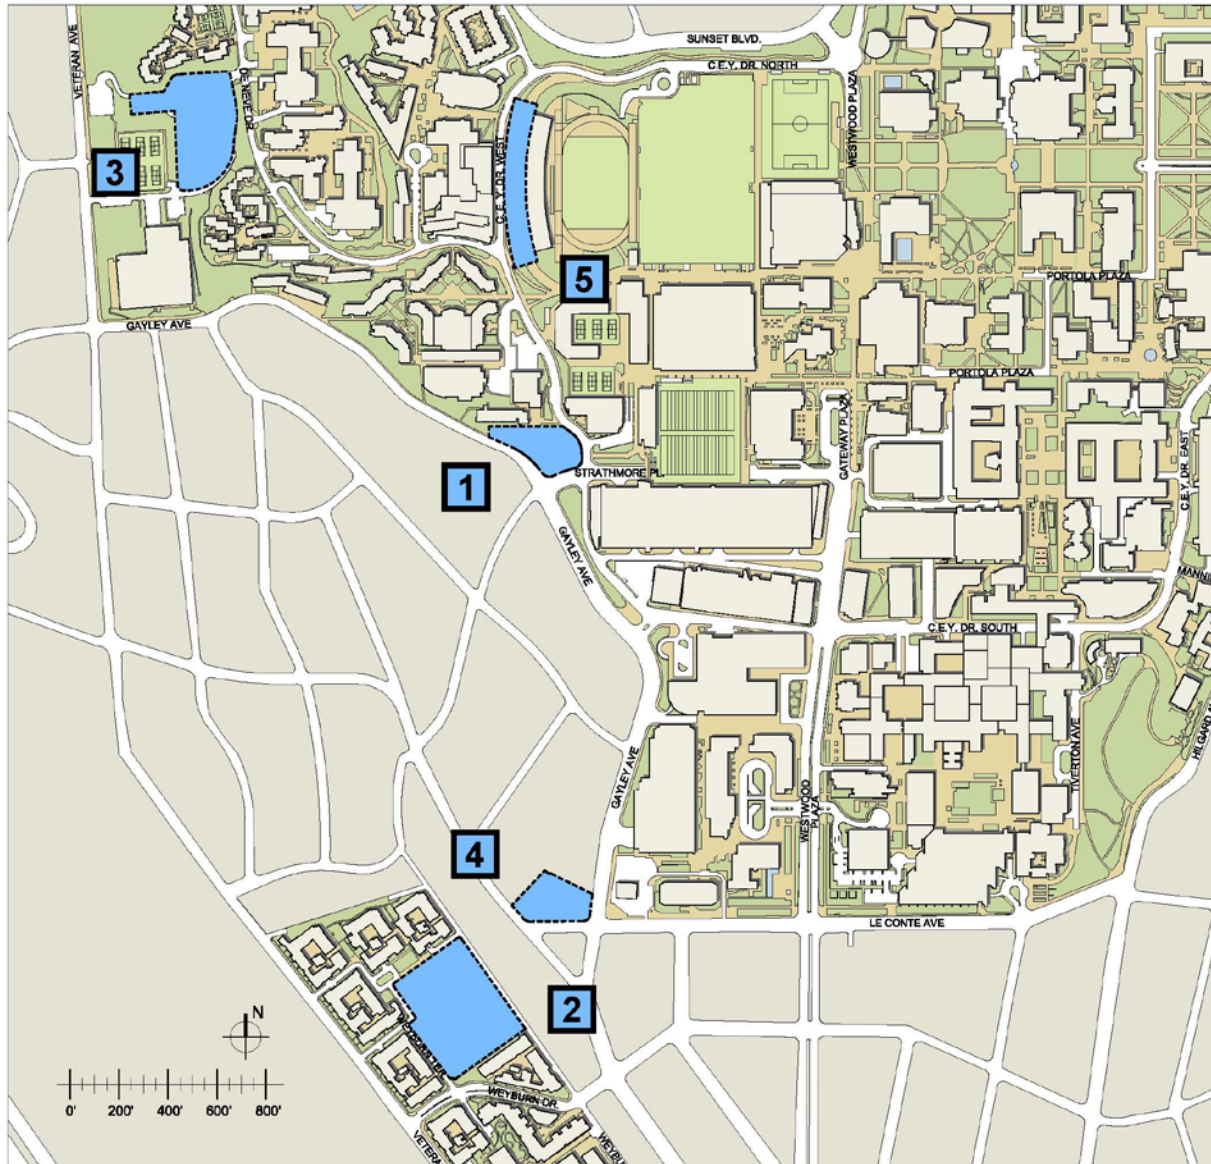 SUNSET BLVD.
VETERAN AVE
C.E.Y. DR. NORTH
DE NEVE DR
WESTWOOD PLAZA
C.E.Y. DR. WEST
3
5
PORTOLA PLAZA
GAYLEY AVE
PORTOLA PLAZA
GATEWAY PLAZA
C.E.Y. DR. EAST
STRATHMORE PL.
1
GAYLEY AVE
C.E.Y. DR. SOUTH
TIVERTON AVE
GAYLEY AVE
WESTWOOD
PLAZA
4
LE CONTE AVE
2
N
WEYBURN DR.
0' 200' 400' 600' 800'